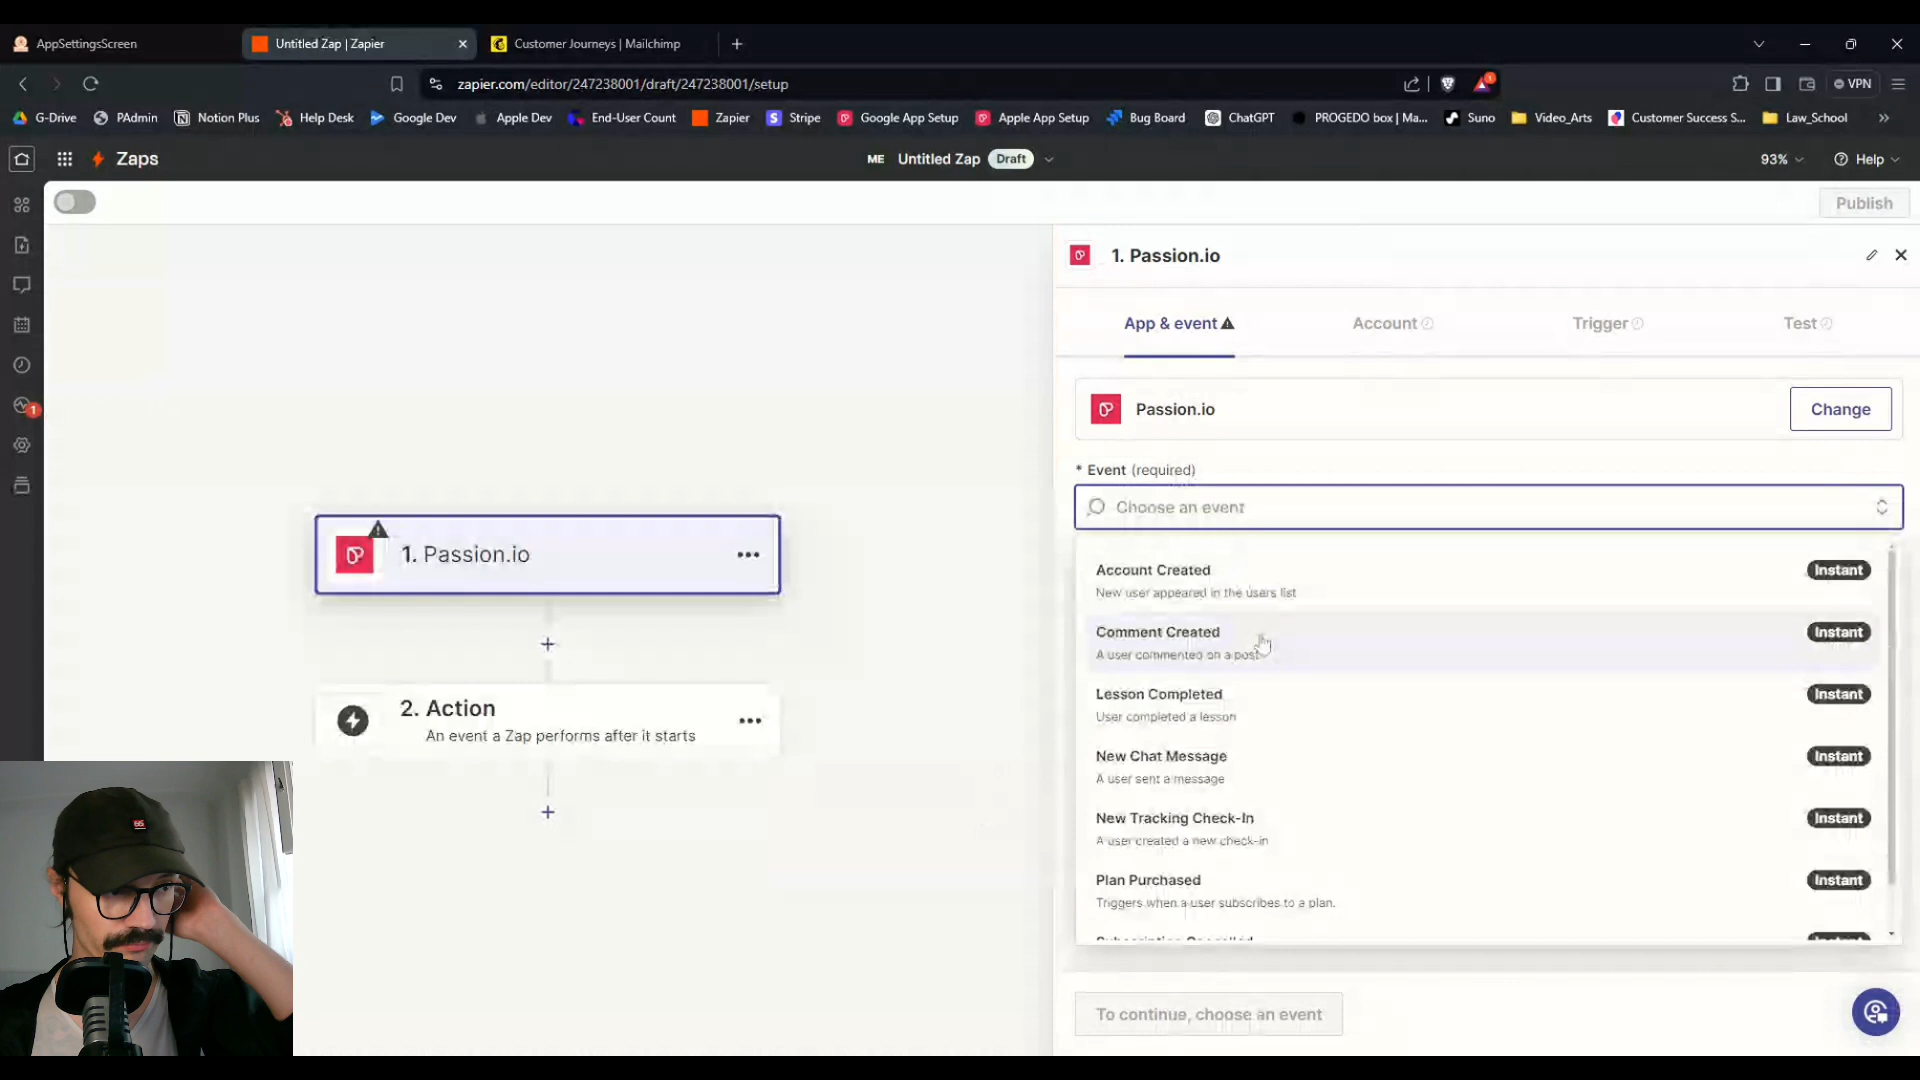 AppSettingsScreen
Untitled Zap | Zapier
Customer Journeys | Mailchimp
zapier.com/editor/247238001/draft/247238001/setup
1
VPN
G-Drive
PAdmin
Notion Plus
Help Desk
Google Dev
Apple Dev
End-User Count
Zapier
Stripe
Google App Setup
Apple App Setup
Bug Board
ChatGPT
PROGEDO box | Ma...
Suno
Video_Arts
Customer Success S...
Law_School
Zaps
ME Untitled Zap Draft
93%
Help
Publish
1. Passion.io
App & event
Account
Trigger
Test
Passion.io
Change
* Event (required)
Choose an event
Account Created
Instant
New user appeared in the users list
Comment Created
Instant
A user commented on a post
Lesson Completed
Instant
User completed a lesson
New Chat Message
Instant
A user sent a message
New Tracking Check-In
Instant
A user created a new check-in
Plan Purchased
Instant
Triggers when a user subscribes to a plan.
To continue, choose an event
1
1. Passion.io
2. Action
An event a Zap performs after it starts